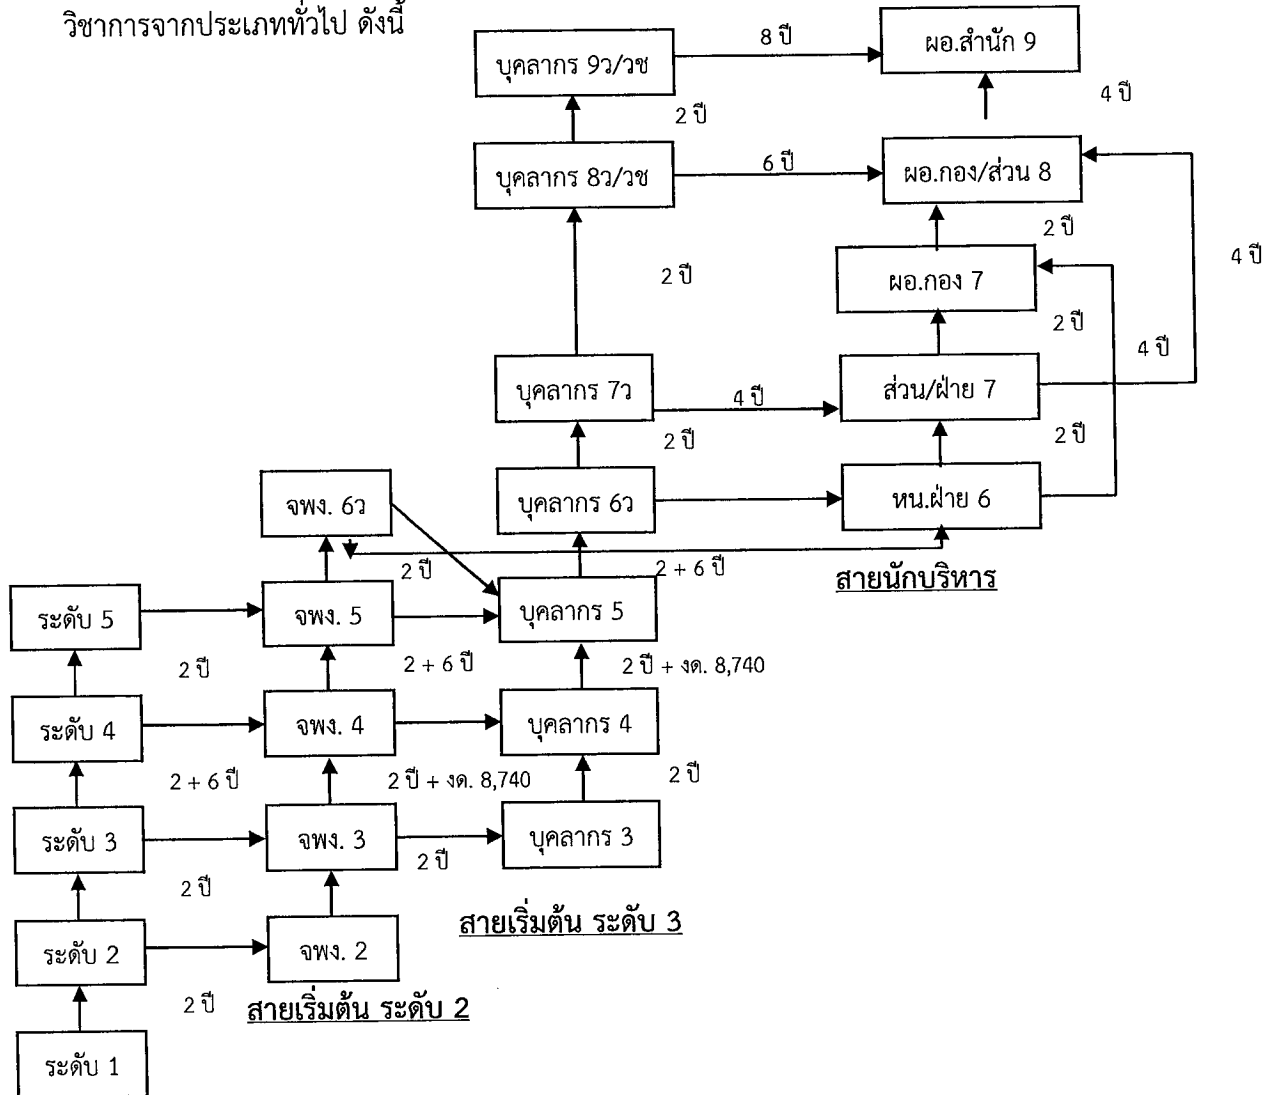 วิชาการจากประเภททั่วไป ดังนี้
บุคลากร 9ว/วช
8 ปี
ผอ.สำนัก 9
2 ปี
4 ปี
บุคลากร 8ว/วช
6 ปี
ผอ.กอง/ส่วน 8
2 ปี
4 ปี
2 ปี
ผอ.กอง 7
2 ปี
4 ปี
บุคลากร 7ว
4 ปี
ส่วน/ฝ่าย 7
2 ปี
2 ปี
จพง. 6ว
บุคลากร 6ว
หน.ฝ่าย 6
2 ปี
2 + 6 ปี
สายนักบริหาร
ระดับ 5
จพง. 5
บุคลากร 5
2 ปี
2 + 6 ปี
2 ปี + งด. 8,740
ระดับ 4
จพง. 4
บุคลากร 4
2 + 6 ปี
2 ปี + งด. 8,740
2 ปี
ระดับ 3
จพง. 3
บุคลากร 3
2 ปี
2 ปี
สายเริ่มต้น ระดับ 3
ระดับ 2
จพง. 2
2 ปี
สายเริ่มต้น ระดับ 2
ระดับ 1